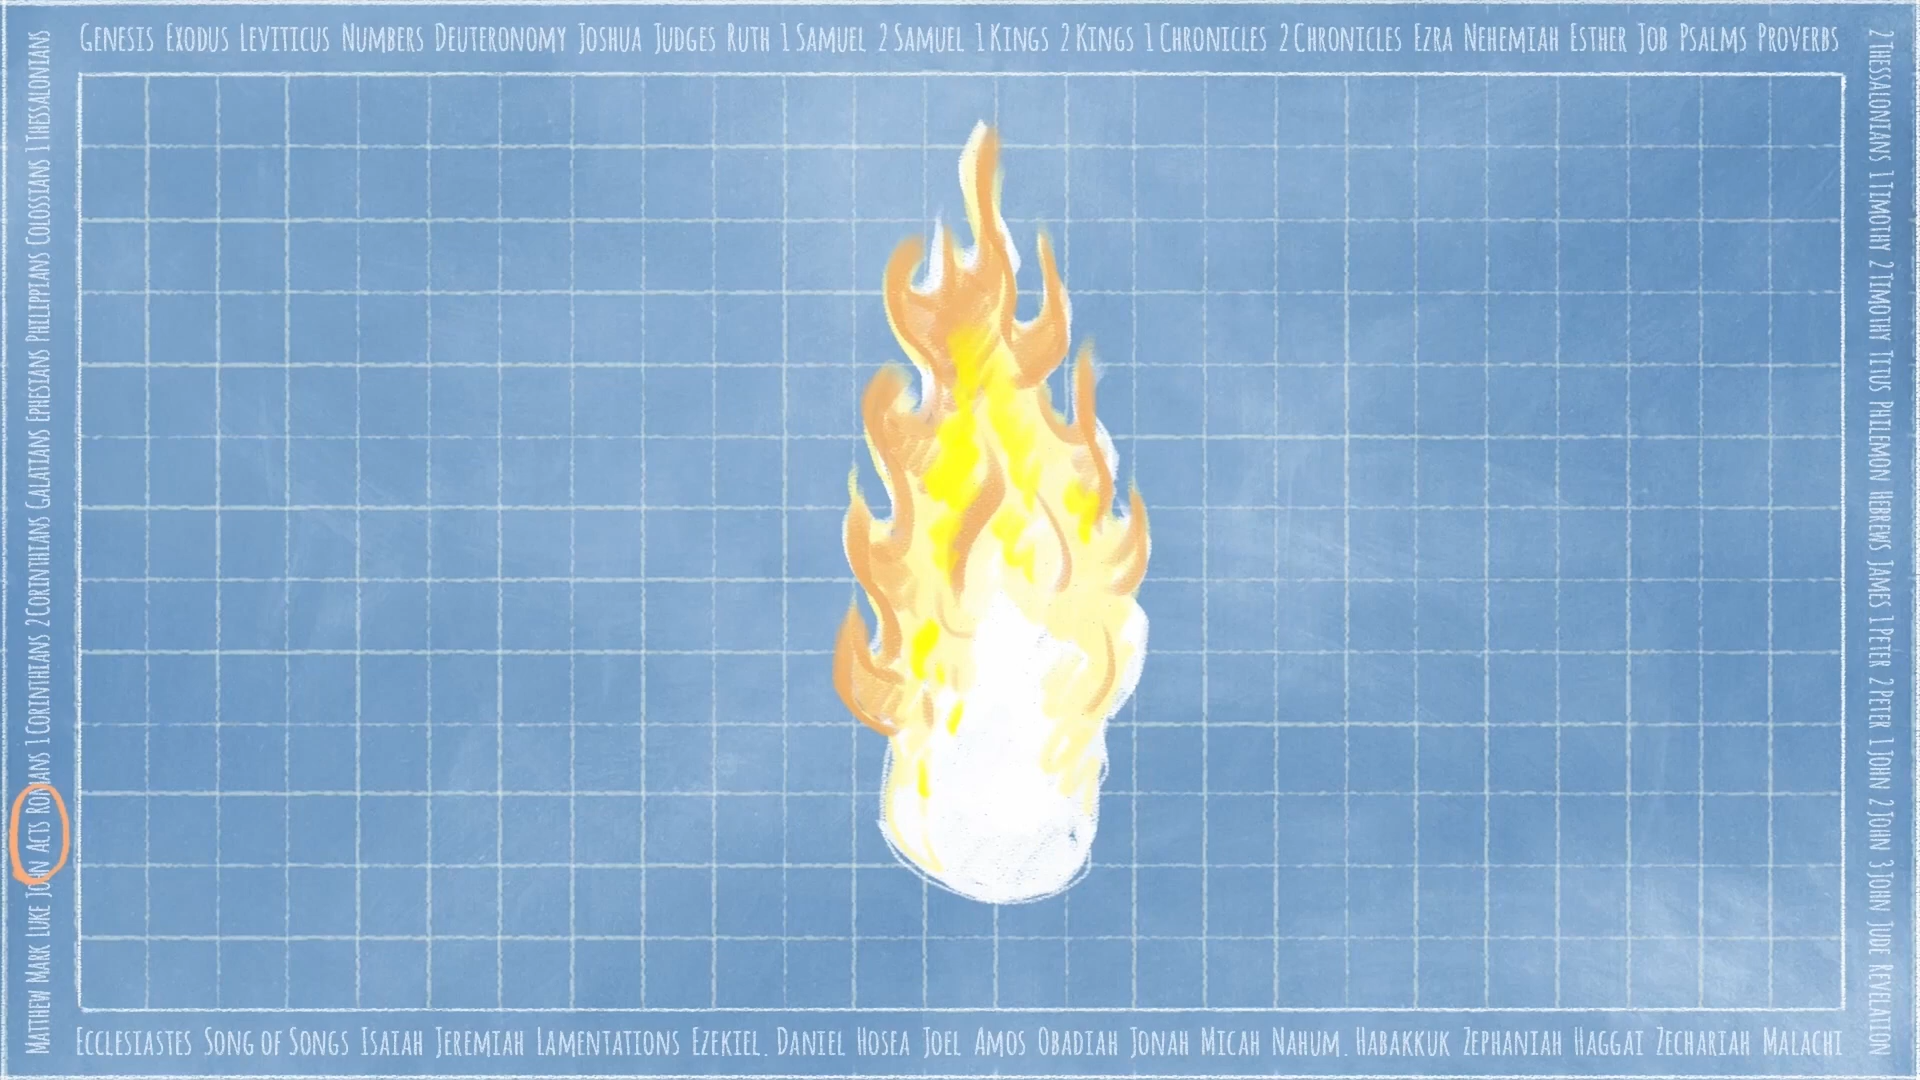 Genesis Exodus Leviticus Numbers Deuteronomy Joshua Judges Ruth 1 Samuel 2 Samuel 1 Kings 2 Kings 1 Chronicles 2 Chronicles Ezra Nehemiah Esther Job Psalms Proverbs
Ecclesiastes Song of Songs Isaiah Jeremiah Lamentations Ezekiel. Daniel Hosea Joel Amos Obadiah Jonah Micah Nahum. Habakkuk Zephaniah Haggai Zechariah Malachi
Matthew Mark Luke John Acts Romans 1 Corinthians 2 Corinthians Galatians Ephesians Philippians Colossians 1 Thessalonians
2 Thessalonians 1 Timothy 2 Timothy Titus Philemon Hebrews James 1 Peter 2 Peter 1 John 2 John 3 John Jude Revelation